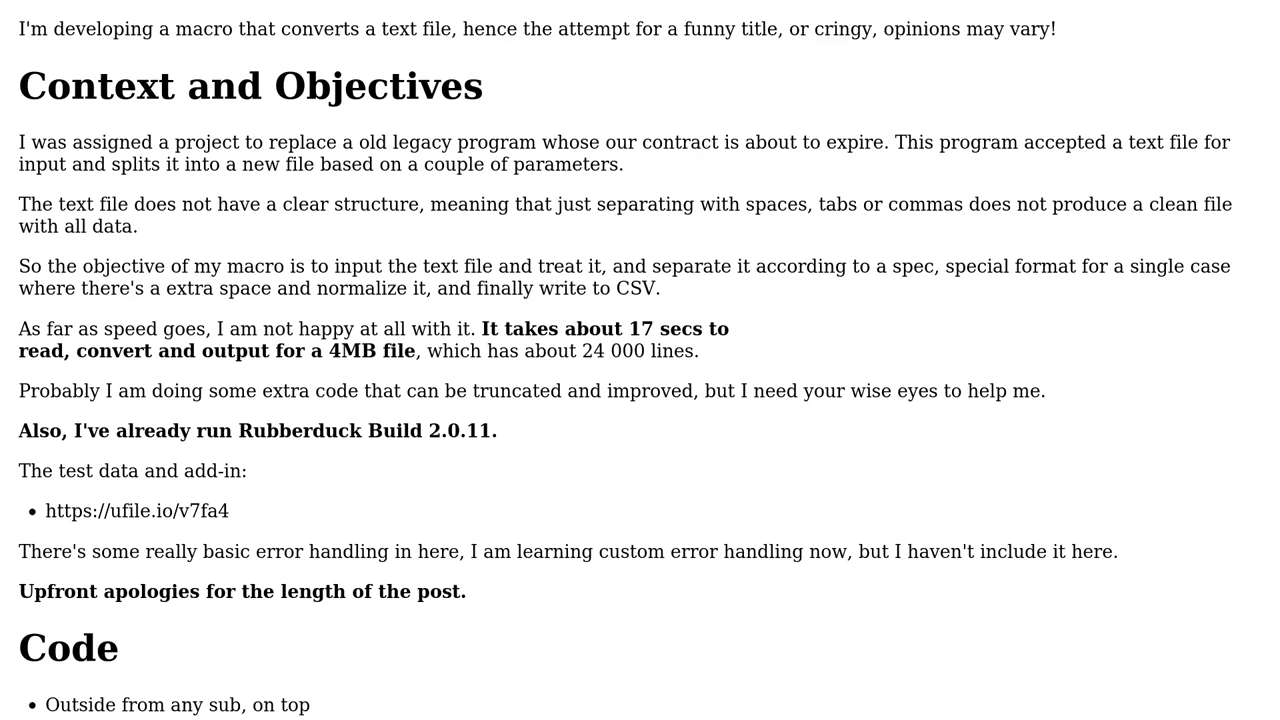 I'm developing a macro that converts a text file, hence the attempt for a funny title, or cringy, opinions may vary!
Context and Objectives
I was assigned a project to replace a old legacy program whose our contract is about to expire. This program accepted a text file for
input and splits it into a new file based on a couple of parameters.
The text file does not have a clear structure, meaning that just separating with spaces, tabs or commas does not produce a clean file
with all data.
So the objective of my macro is to input the text file and treat it, and separate it according to a spec, special format for a single case
where there's a extra space and normalize it, and finally write to CSV.
As far as speed goes, I am not happy at all with it. It takes about 17 secs to
read, convert and output for a 4MB file, which has about 24 000 lines.
Probably I am doing some extra code that can be truncated and improved, but I need your wise eyes to help me.
Also, I've already run Rubberduck Build 2.0.11.
The test data and add-in:
• https://ufile.io/v7fa4
There's some really basic error handling in here, I am learning custom error handling now, but I haven't include it here.
Upfront apologies for the length of the post.
Code
• Outside from any sub, on top